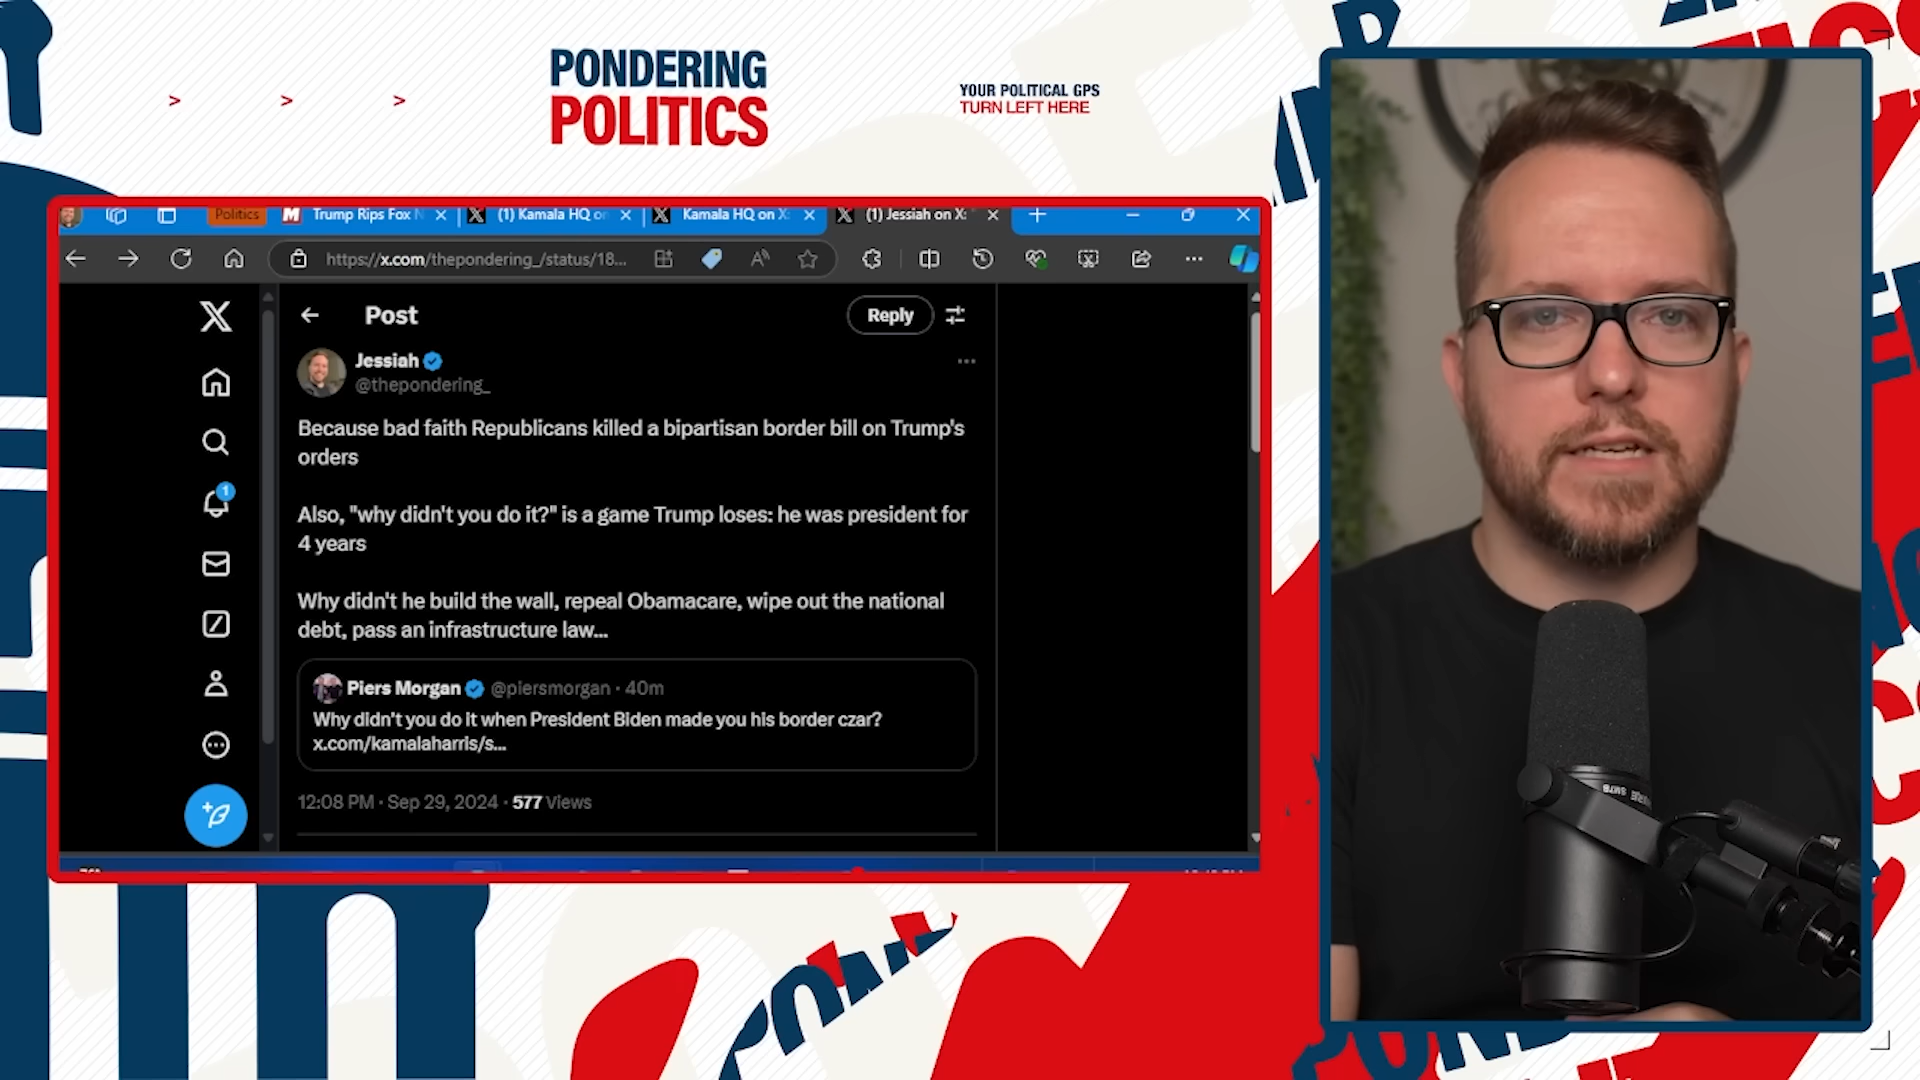 PONDERING
POLITICS
YOUR POLITICAL GPS
TURN LEFT HERE
Politics
Trump Rips Fox N
(1) Kamala HQ on
Kamala HQ on X:
(1) Jessiah on X: "
https://x.com/thepondering_/status/18...
Post
Reply
Jessiah
@thepondering_
Because bad faith Republicans killed a bipartisan border bill on Trump's
orders
Also, "why didn't you do it?" is a game Trump loses: he was president for
4 years
Why didn't he build the wall, repeal Obamacare, wipe out the national
debt, pass an infrastructure law...
Piers Morgan @piersmorgan · 40m
Why didn't you do it when President Biden made you his border czar?
x.com/kamalaharris/s...
12:08 PM · Sep 29, 2024 · 577 Views
1